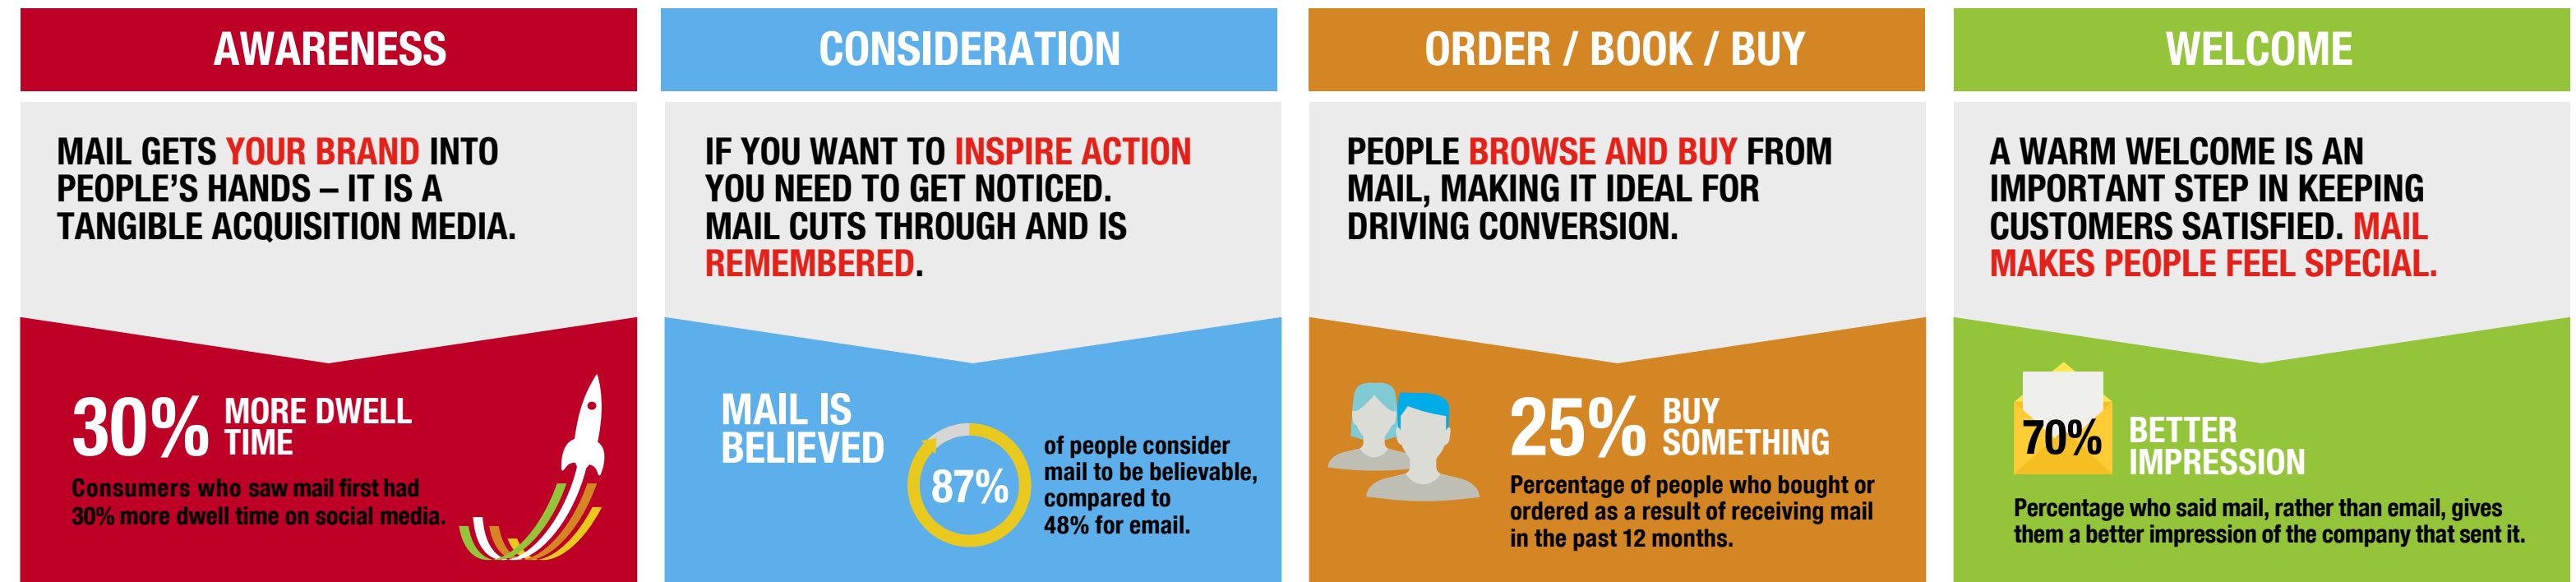 AWARENESS
MAIL GETS YOUR BRAND INTO
PEOPLE'S HANDS – IT IS A
TANGIBLE ACQUISITION MEDIA.
30% MORE DWELL
TIME
Consumers who saw mail first had
30% more dwell time on social media.
CONSIDERATION
IF YOU WANT TO INSPIRE ACTION
YOU NEED TO GET NOTICED.
MAIL CUTS THROUGH AND IS
REMEMBERED.
MAIL IS
BELIEVED
87%
of people consider
mail to be believable,
compared to
48% for email.
ORDER / BOOK / BUY
PEOPLE BROWSE AND BUY FROM
MAIL, MAKING IT IDEAL FOR
DRIVING CONVERSION.
25% BUY
SOMETHING
Percentage of people who bought or
ordered as a result of receiving mail
in the past 12 months.
WELCOME
A WARM WELCOME IS AN
IMPORTANT STEP IN KEEPING
CUSTOMERS SATISFIED. MAIL
MAKES PEOPLE FEEL SPECIAL.
70% BETTER
IMPRESSION
Percentage who said mail, rather than email, gives
them a better impression of the company that sent it.